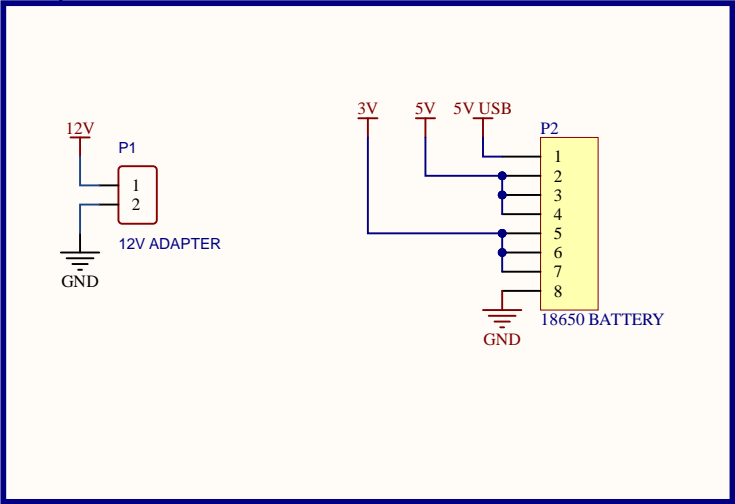 12V
P1
1
2
12V ADAPTER
GND
3V
5V
5V USB
P2
1
2
3
4
5
6
7
8
18650 BATTERY
GND